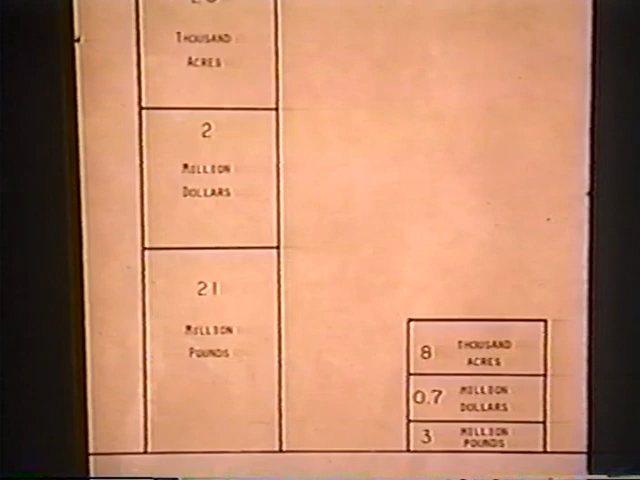 THOUSAND
ACRES
2
MILLION
DOLLARS
21
MILLION
POUNDS
8 THOUSAND
ACRES
0.7 MILLION
DOLLARS
3 MILLION
POUNDS